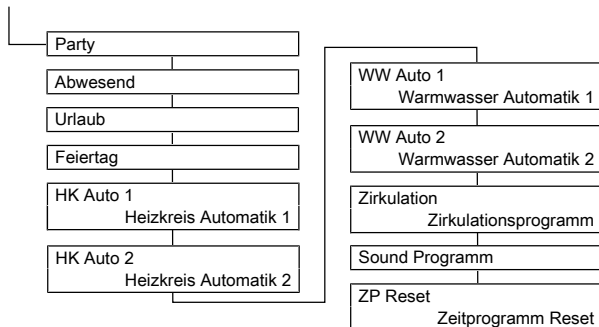 Party
Abwesend
Urlaub
Feiertag
HK Auto 1
Heizkreis Automatik 1
HK Auto 2
Heizkreis Automatik 2
WW Auto 1
Warmwasser Automatik 1
WW Auto 2
Warmwasser Automatik 2
Zirkulation
Zirkulationsprogramm
Sound Programm
ZP Reset
Zeitprogramm Reset